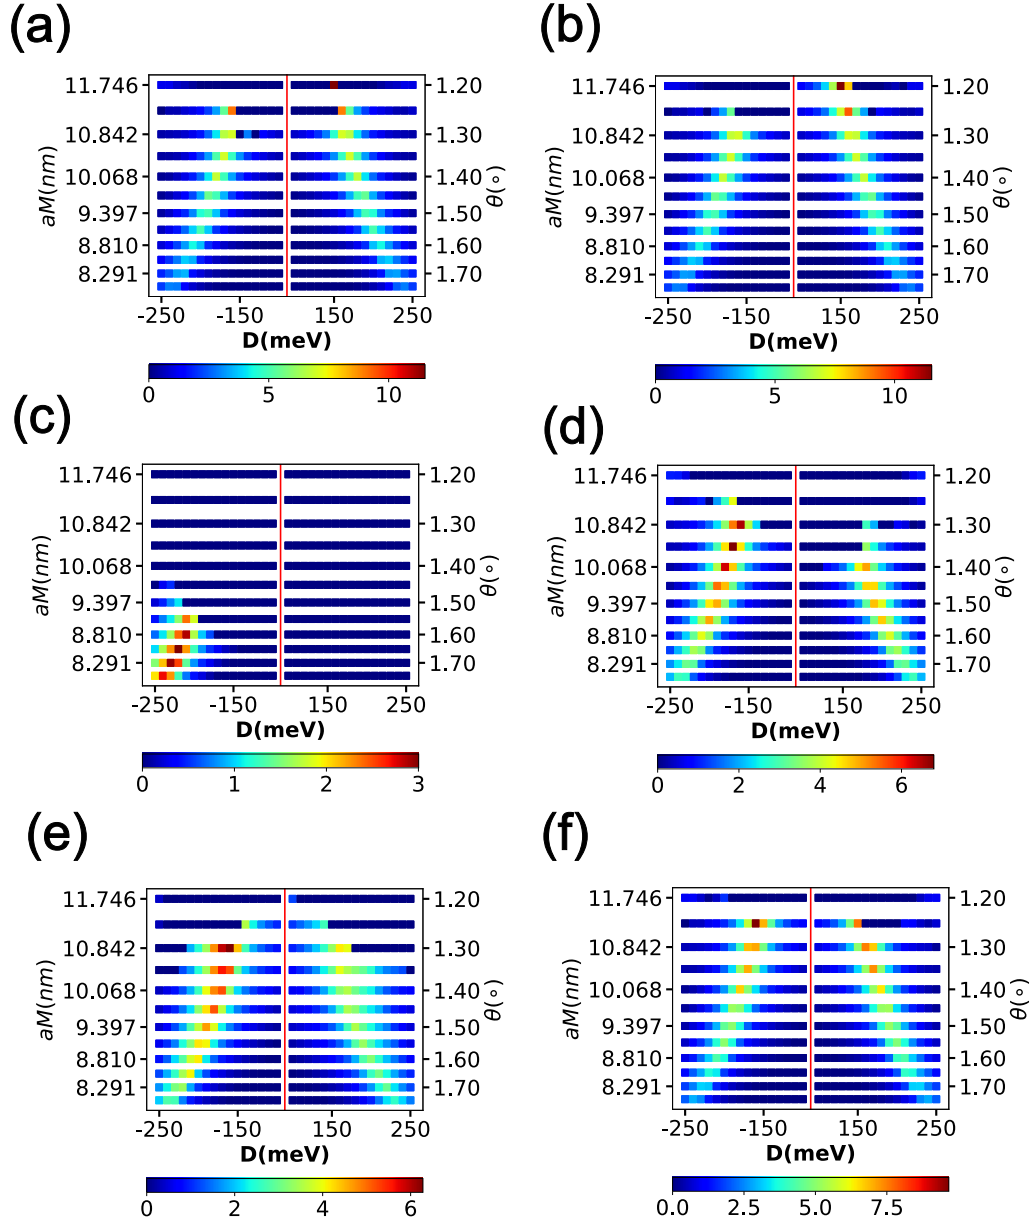 (a) (b)
11.746 1.20 11.746 1.20
10.842 1.30 10.842 1.30
10.068 1.40 10.068 1.40
9.397 1.50 9.397 1.50
8.810 1.60 8.810 1.60
8.291 1.70 8.291 1.70
aM(nm) θ(∘) aM(nm) θ(∘)
-250 -150 150 250 -250 -150 150 250
D(meV) D(meV)
0 5 10 0 5 10
(c) (d)
11.746 1.20 11.746 1.20
10.842 1.30 10.842 1.30
10.068 1.40 10.068 1.40
9.397 1.50 9.397 1.50
8.810 1.60 8.810 1.60
8.291 1.70 8.291 1.70
aM(nm) θ(∘) aM(nm) θ(∘)
-250 -150 150 250 -250 -150 150 250
D(meV) D(meV)
0 1 2 3 0 2 4 6
(e) (f)
11.746 1.20 11.746 1.20
10.842 1.30 10.842 1.30
10.068 1.40 10.068 1.40
9.397 1.50 9.397 1.50
8.810 1.60 8.810 1.60
8.291 1.70 8.291 1.70
aM(nm) θ(∘) aM(nm) θ(∘)
-250 -150 150 250 -250 -150 150 250
D(meV) D(meV)
0 2 4 6 0.0 2.5 5.0 7.5